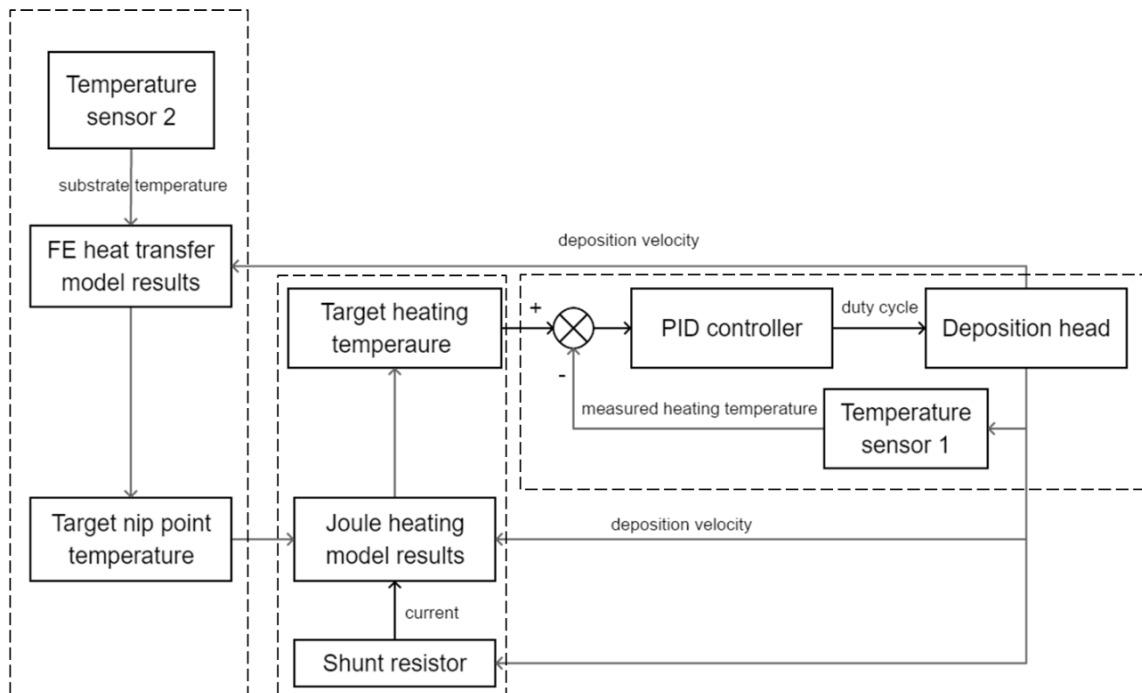 Temperature
sensor 2
substrate temperature
FE heat transfer
model results
deposition velocity
Target heating
temperaure
+
-
PID controller
duty cycle
Deposition head
measured heating temperature
Temperature
sensor 1
Target nip point
temperature
Joule heating
model results
deposition velocity
current
Shunt resistor